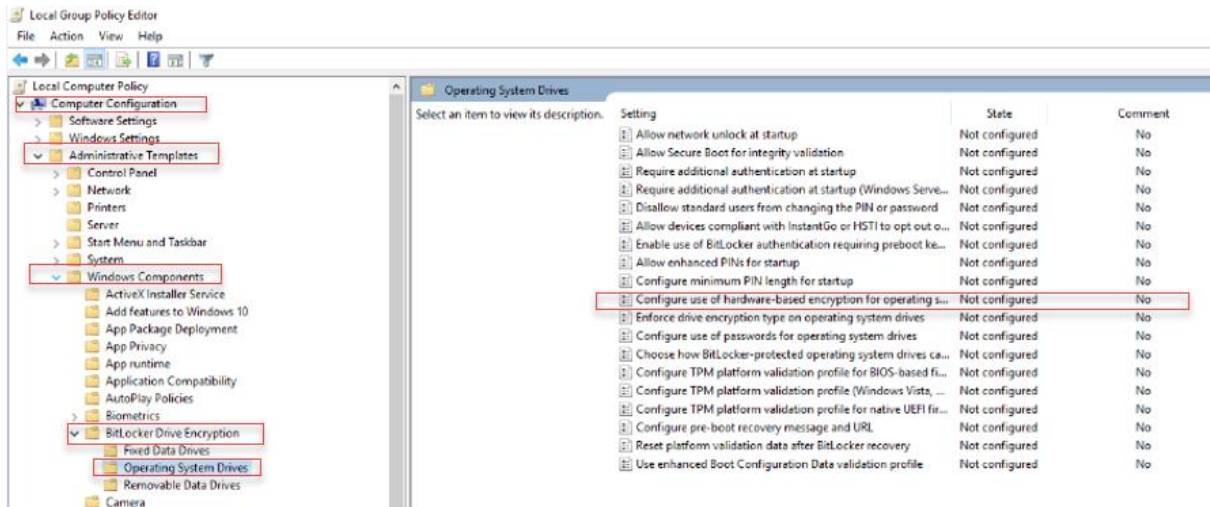 Local Group Policy Editor
File Action View Help
Local Computer Policy
Computer Configuration
Software Settings
Windows Settings
Administrative Templates
Control Panel
Network
Printers
Server
Start Menu and Taskbar
System
Windows Components
ActiveX Installer Service
Add features to Windows 10
App Package Deployment
App Privacy
App runtime
Application Compatibility
AutoPlay Policies
Biometrics
BitLocker Drive Encryption
Fixed Data Drives
Operating System Drives
Removable Data Drives
Camera
Operating System Drives
Select an item to view its description.
Setting State Comment
Allow network unlock at startup Not configured No
Allow Secure Boot for integrity validation Not configured No
Require additional authentication at startup Not configured No
Require additional authentication at startup (Windows Serve... Not configured No
Disallow standard users from changing the PIN or password Not configured No
Allow devices compliant with InstantGo or HSTI to opt out o... Not configured No
Enable use of BitLocker authentication requiring preboot ke... Not configured No
Allow enhanced PINs for startup Not configured No
Configure minimum PIN length for startup Not configured No
Configure use of hardware-based encryption for operating s... Not configured No
Enforce drive encryption type on operating system drives Not configured No
Configure use of passwords for operating system drives Not configured No
Choose how BitLocker-protected operating system drives ca... Not configured No
Configure TPM platform validation profile for BIOS-based fi... Not configured No
Configure TPM platform validation profile (Windows Vista, ... Not configured No
Configure TPM platform validation profile for native UEFI fir... Not configured No
Configure pre-boot recovery message and URL Not configured No
Reset platform validation data after BitLocker recovery Not configured No
Use enhanced Boot Configuration Data validation profile Not configured No